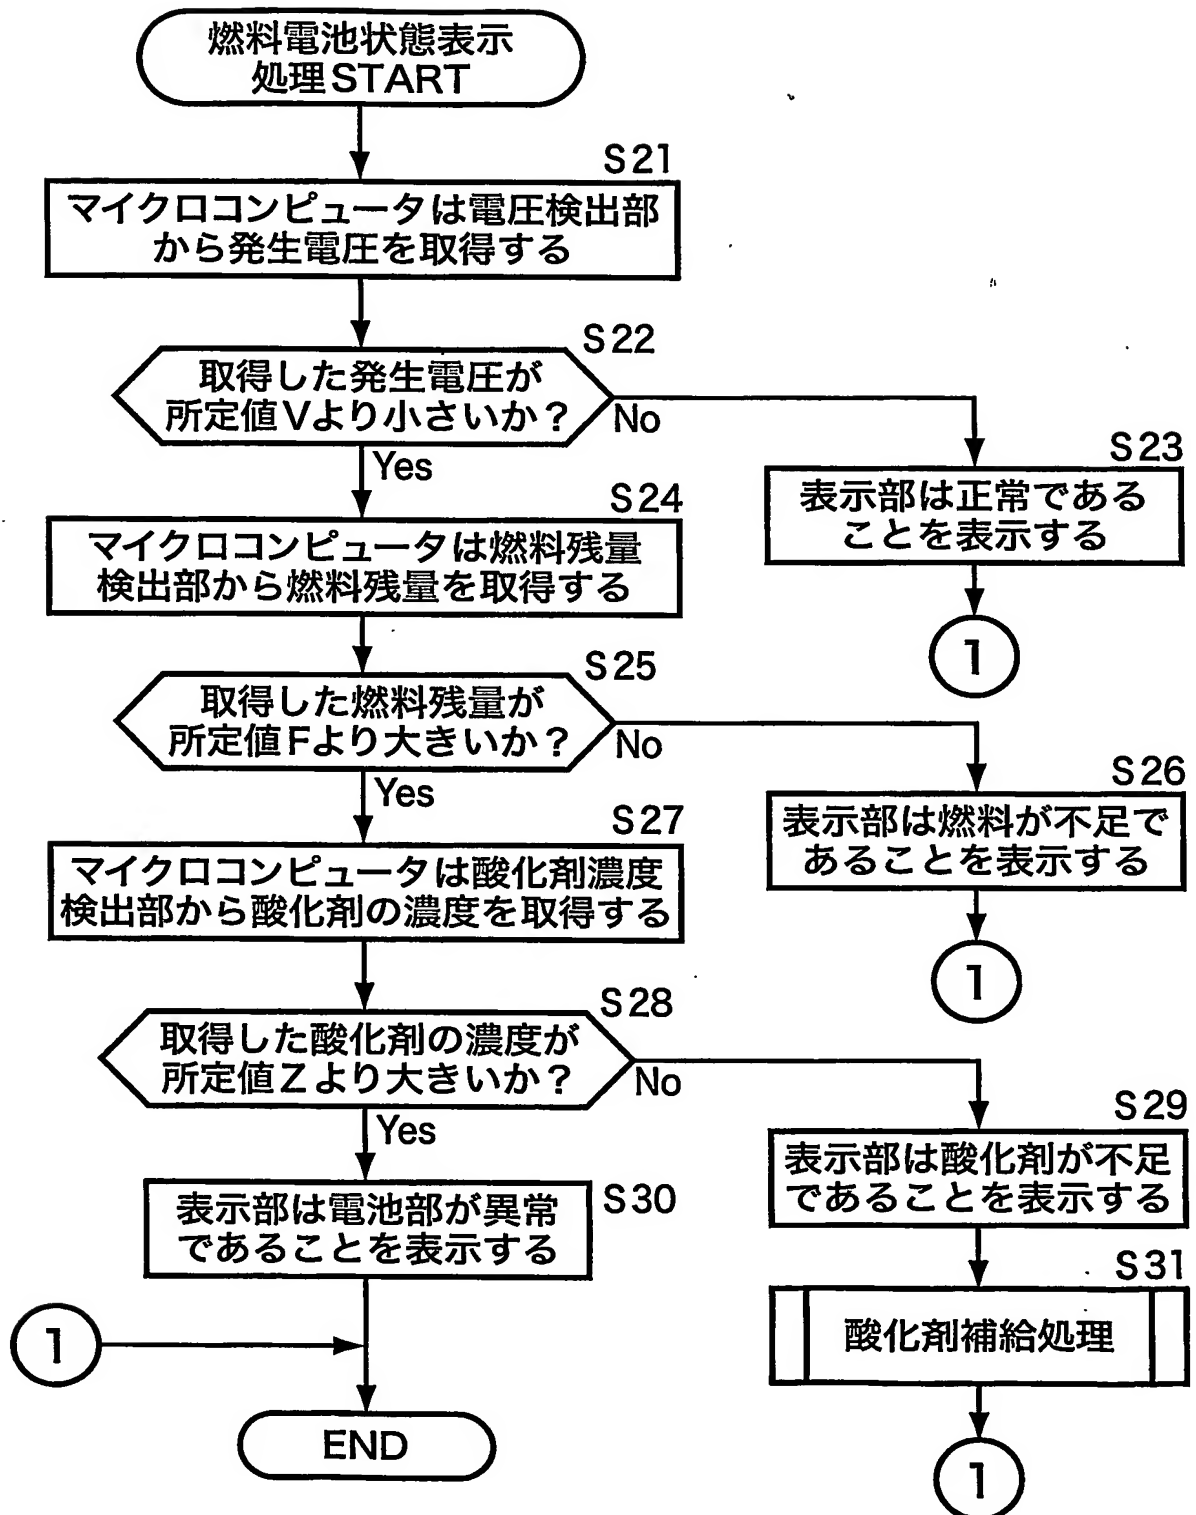 燃料電池状態表示
処理START
S21
マイクロコンピュータは電圧検出部
から発生電圧を取得する
S22
取得した発生電圧が
所定値Vより小さいか？
No
Yes
S23
表示部は正常である
ことを表示する
1
S24
マイクロコンピュータは燃料残量
検出部から燃料残量を取得する
S25
取得した燃料残量が
所定値Fより大きいか？
No
Yes
S26
表示部は燃料が不足で
あることを表示する
1
S27
マイクロコンピュータは酸化剤濃度
検出部から酸化剤の濃度を取得する
S28
取得した酸化剤の濃度が
所定値Zより大きいか？
No
Yes
S29
表示部は酸化剤が不足
であることを表示する
S30
表示部は電池部が異常
であることを表示する
S31
酸化剤補給処理
1
1
END